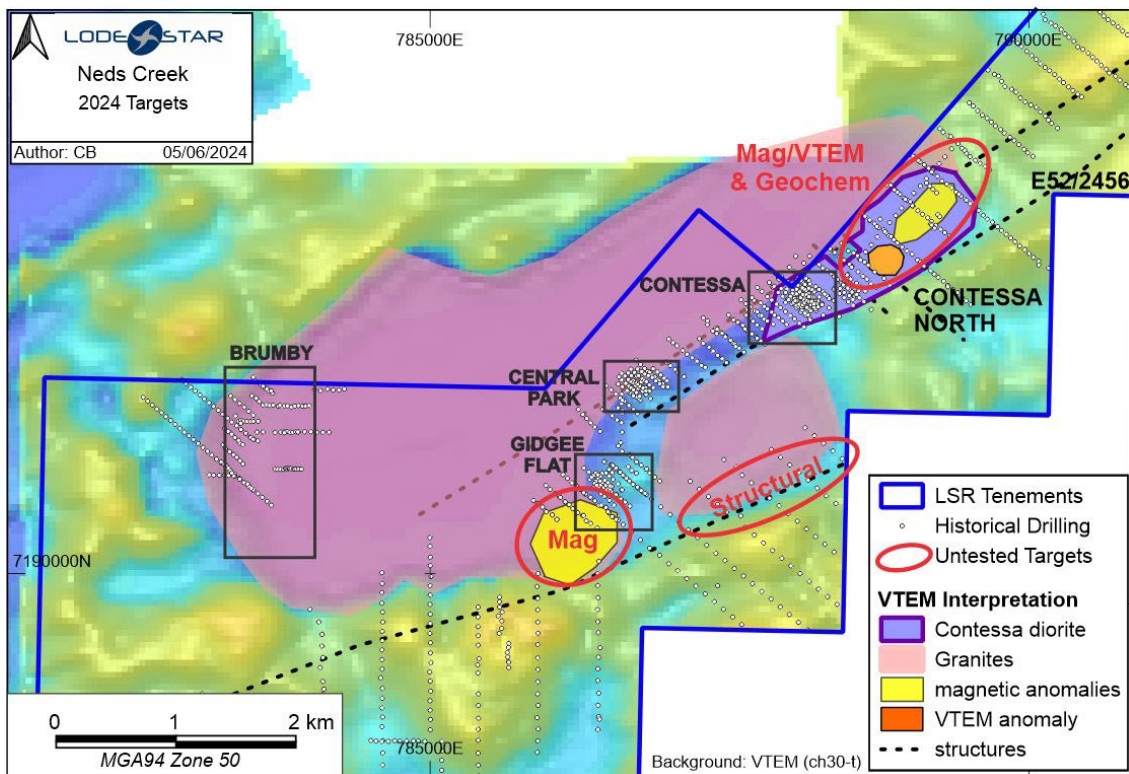 LODESTAR
Neds Creek
2024 Targets
Author: CB 05/06/2024
785000E
790000E
Mag/VTEM
& Geochem
E52/2456
CONTESSA
CONTESSA
NORTH
BRUMBY
CENTRAL
PARK
GIDGEE
FLAT
Structural
Mag
7190000N
LSR Tenements
Historical Drilling
Untested Targets
VTEM Interpretation
Contessa diorite
Granites
magnetic anomalies
VTEM anomaly
structures
0 1 2 km
MGA94 Zone 50
785000E
Background: VTEM (ch30-t)